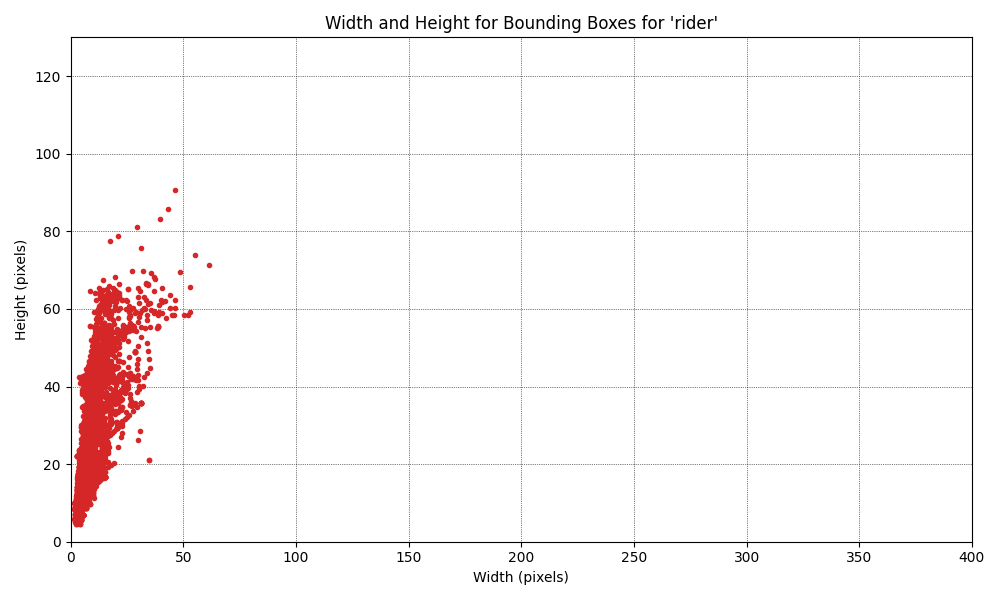 Width and Height for Bounding Boxes for 'rider'
120
100
80
60
40
20
0
Height (pixels)
0 50 100 150 200 250 300 350 400
Width (pixels)